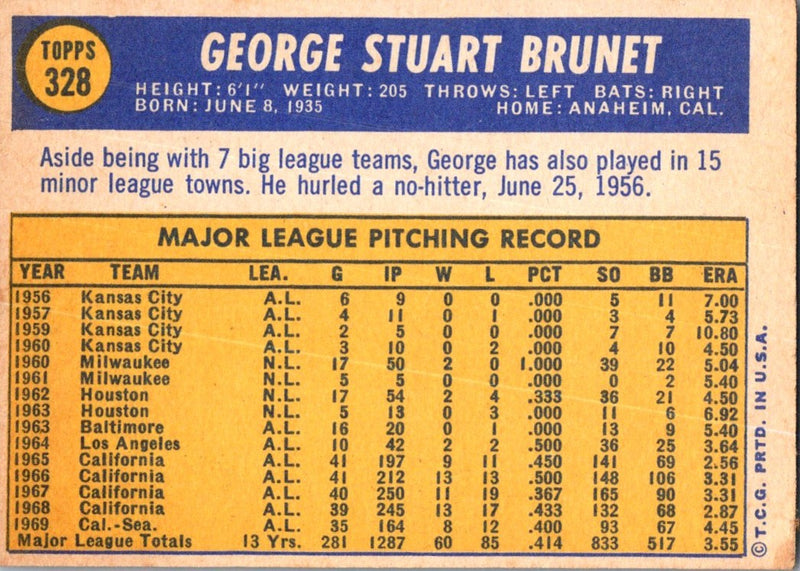 TOPPS
328
GEORGE STUART BRUNET
HEIGHT: 6'1" WEIGHT: 205 THROWS: LEFT BATS: RIGHT
BORN: JUNE 8, 1935 HOME: ANAHEIM, CAL.
Aside being with 7 big league teams, George has also played in 15
minor league towns. He hurled a no-hitter, June 25, 1956.
MAJOR LEAGUE PITCHING RECORD
YEAR TEAM LEA. G IP W L PCT SO BB ERA
1956 Kansas City A.L. 6 9 0 0 .000 5 11 7.00
1957 Kansas City A.L. 4 11 0 1 .000 3 4 5.73
1959 Kansas City A.L. 2 5 0 0 .000 7 7 10.80
1960 Kansas City A.L. 3 10 0 2 .000 4 10 4.50
1960 Milwaukee N.L. 17 50 2 0 1.000 39 22 5.04
1961 Milwaukee N.L. 5 5 0 0 .000 0 2 5.40
1962 Houston N.L. 17 54 2 4 .333 36 21 4.50
1963 Houston N.L. 5 13 0 3 .000 11 6 6.92
1963 Baltimore A.L. 16 20 0 1 .000 13 9 5.40
1964 Los Angeles A.L. 10 42 2 2 .500 36 25 3.64
1965 California A.L. 41 197 9 11 .450 141 69 2.56
1966 California A.L. 41 212 13 13 .500 148 106 3.31
1967 California A.L. 40 250 11 19 .367 165 90 3.31
1968 California A.L. 39 245 13 17 .433 132 68 2.87
1969 Cal.-Sea. A.L. 35 164 8 12 .400 93 67 4.45
Major League Totals 13 Yrs. 281 1287 60 85 .414 833 517 3.55
© T.C.G. PRTD. IN U.S.A.